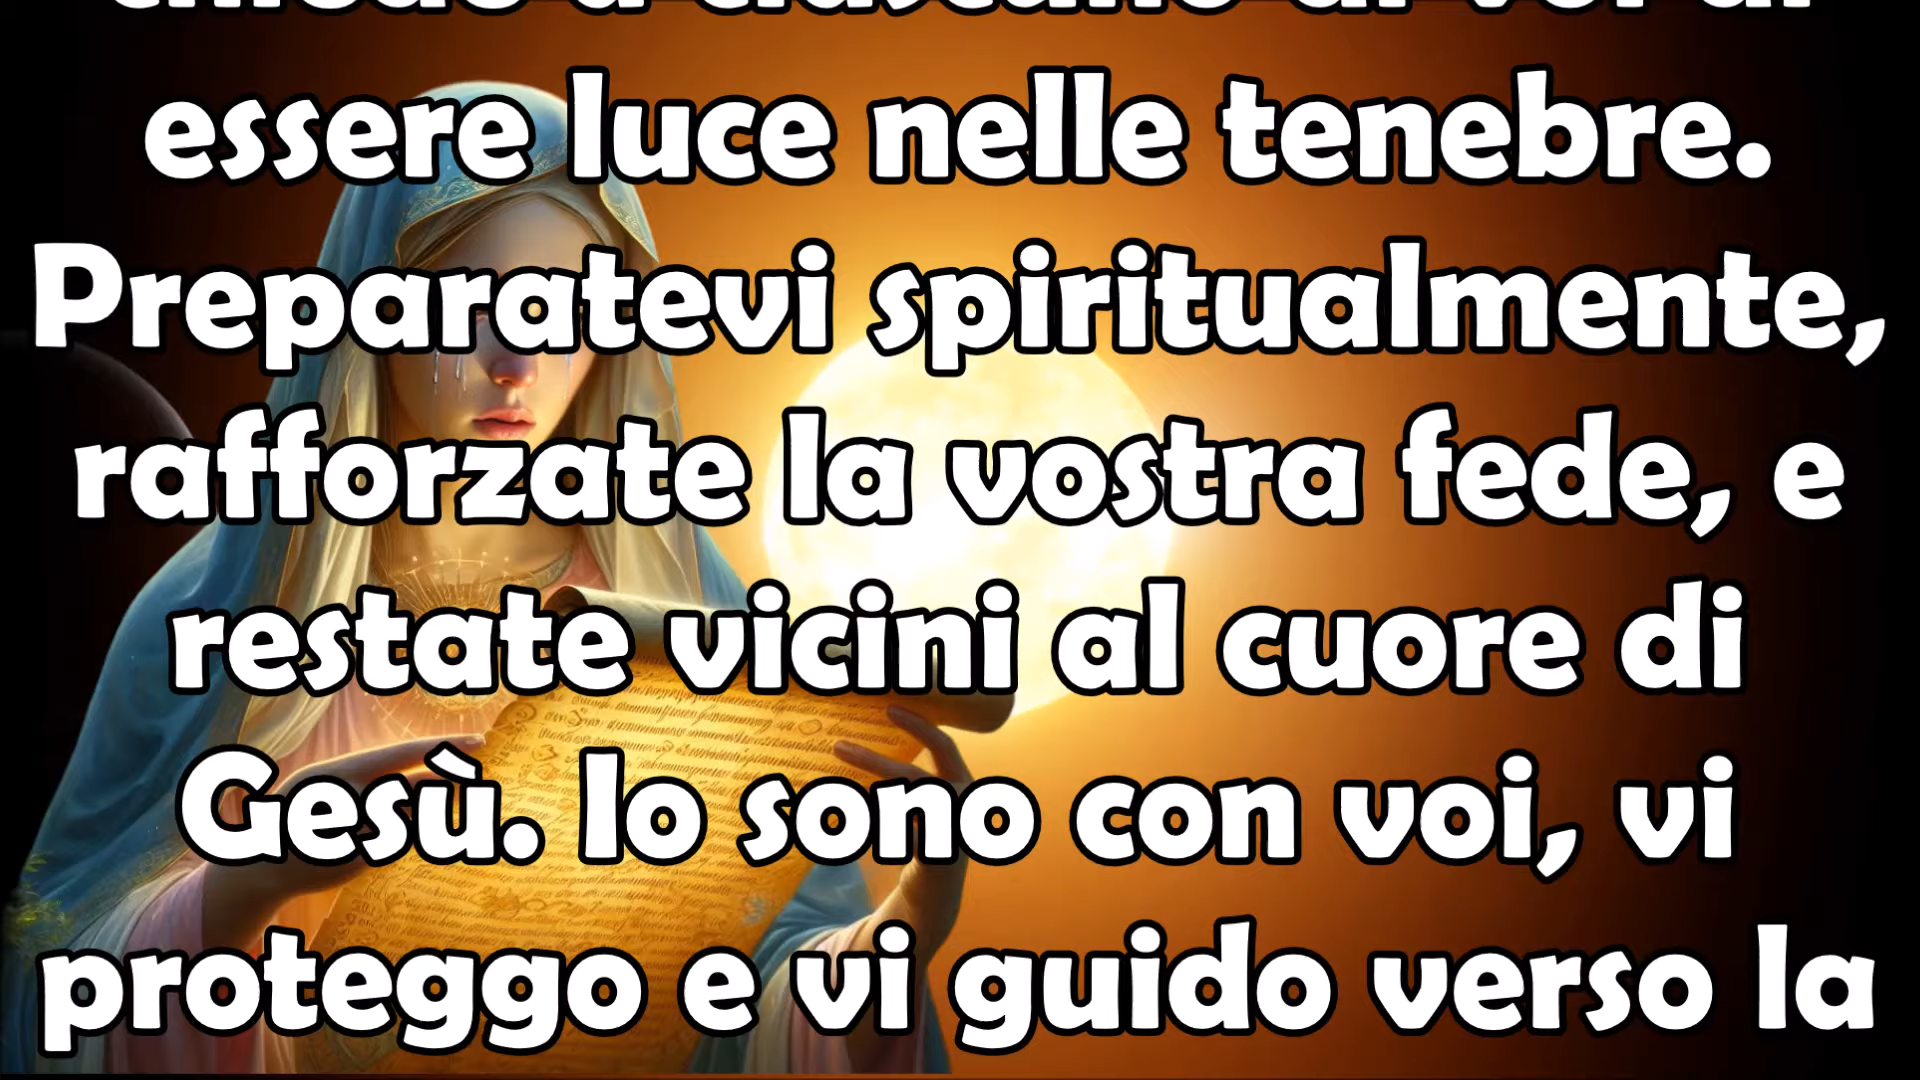 essere luce nelle tenebre.
Preparatevi spiritualmente,
rafforzate la vostra fede, e
restate vicini al cuore di
Gesù. Io sono con voi, vi
proteggo e vi guido verso la